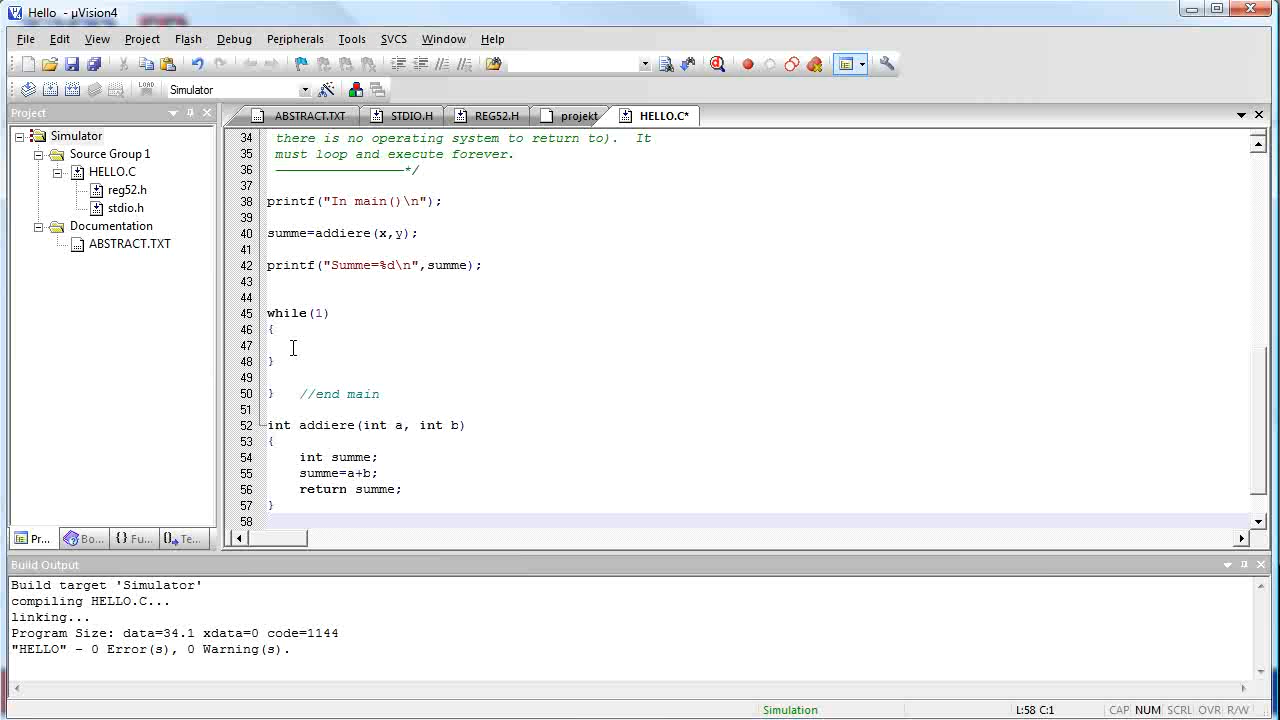 Hello - µVision4
File Edit View Project Flash Debug Peripherals Tools SVCS Window Help
LOAD Simulator
Project
ABSTRACT.TXT STDIO.H REG52.H projekt HELLO.C*
Simulator
Source Group 1
HELLO.C
reg52.h
stdio.h
Documentation
ABSTRACT.TXT
34 there is no operating system to return to). It
35 must loop and execute forever.
36 ------------------------------------------------*/
37
38 printf("In main()\n");
39
40 summe=addiere(x,y);
41
42 printf("Summe=%d\n",summe);
43
44
45 while(1)
46 {
47
48 }
49
50 } //end main
51
52 int addiere(int a, int b)
53 {
54 int summe;
55 summe=a+b;
56 return summe;
57 }
58
Pr... Bo... {} Fu... Te...
Build Output
Build target 'Simulator'
compiling HELLO.C...
linking...
Program Size: data=34.1 xdata=0 code=1144
"HELLO" - 0 Error(s), 0 Warning(s).
Simulation L:58 C:1 CAP NUM SCRL OVR R/W